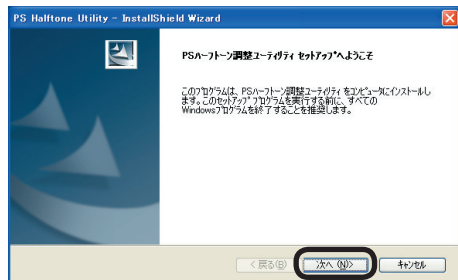 PS Halftone Utility - InstallShield Wizard
PSハーフトーン調整ユーティリティ セットアップへようこそ
このプログラムは、PSハーフトーン調整ユーティリティ をコンピュータにインストールし
ます。このセットアップ プログラムを実行する前に、すべての
Windowsプログラムを終了することを推奨します。
< 戻る(B)
次へ (N)>
キャンセル